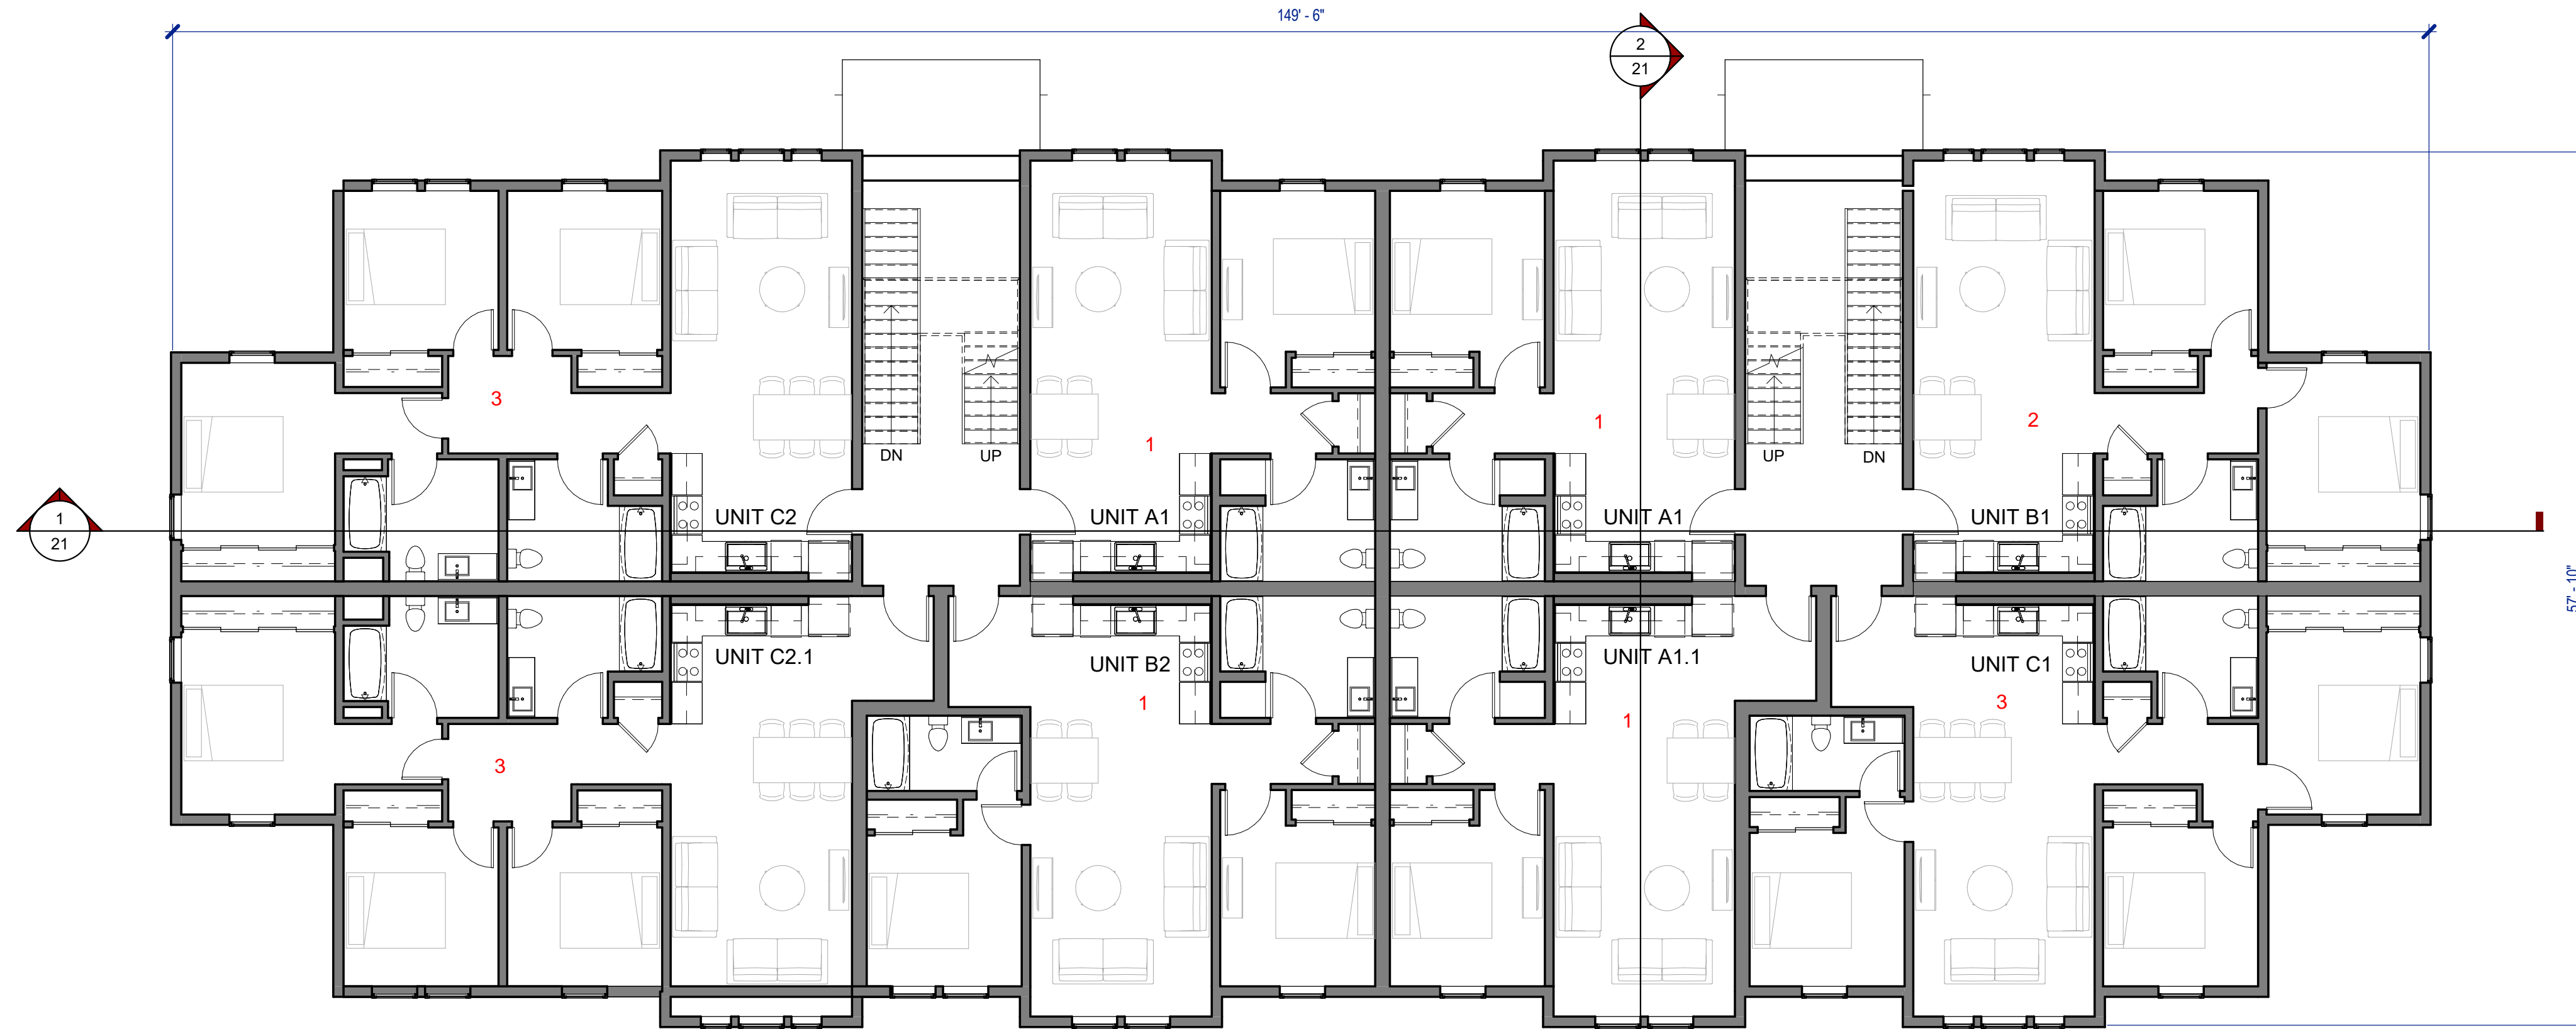 149' - 6"
2
21
3
1
1
2
DN
UP
UP
DN
1
21
UNIT C2
UNIT A1
UNIT A1
UNIT B1
57' - 10"
UNIT C2.1
UNIT B2
UNIT A1.1
UNIT C1
1
3
1
3